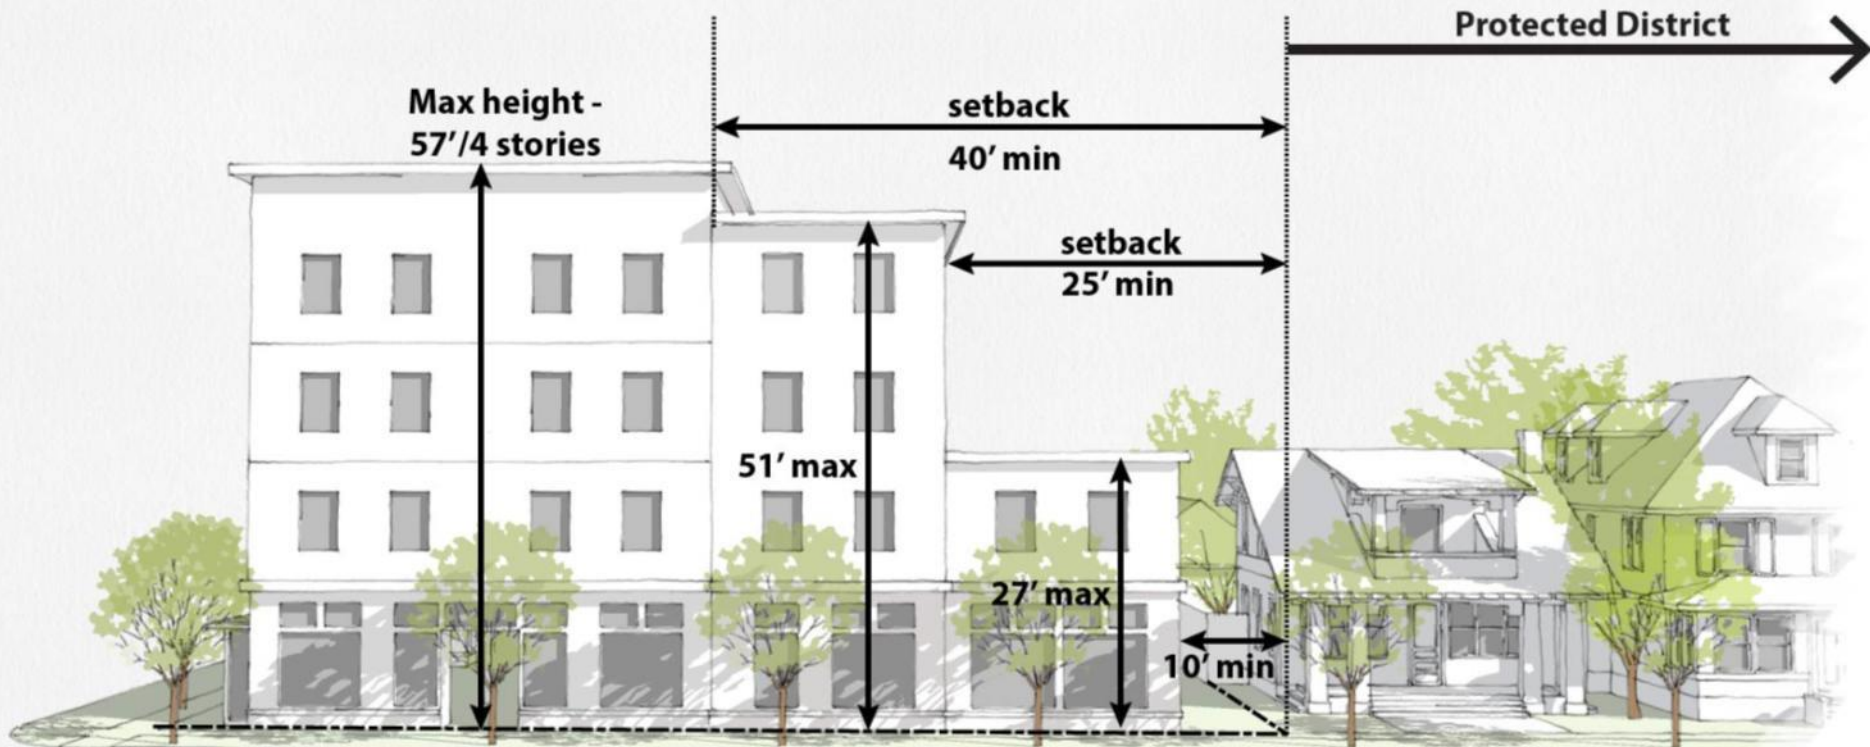 Protected District
Max height -
57'/4 stories
setback
40' min
setback
25' min
51' max
27' max
10' min